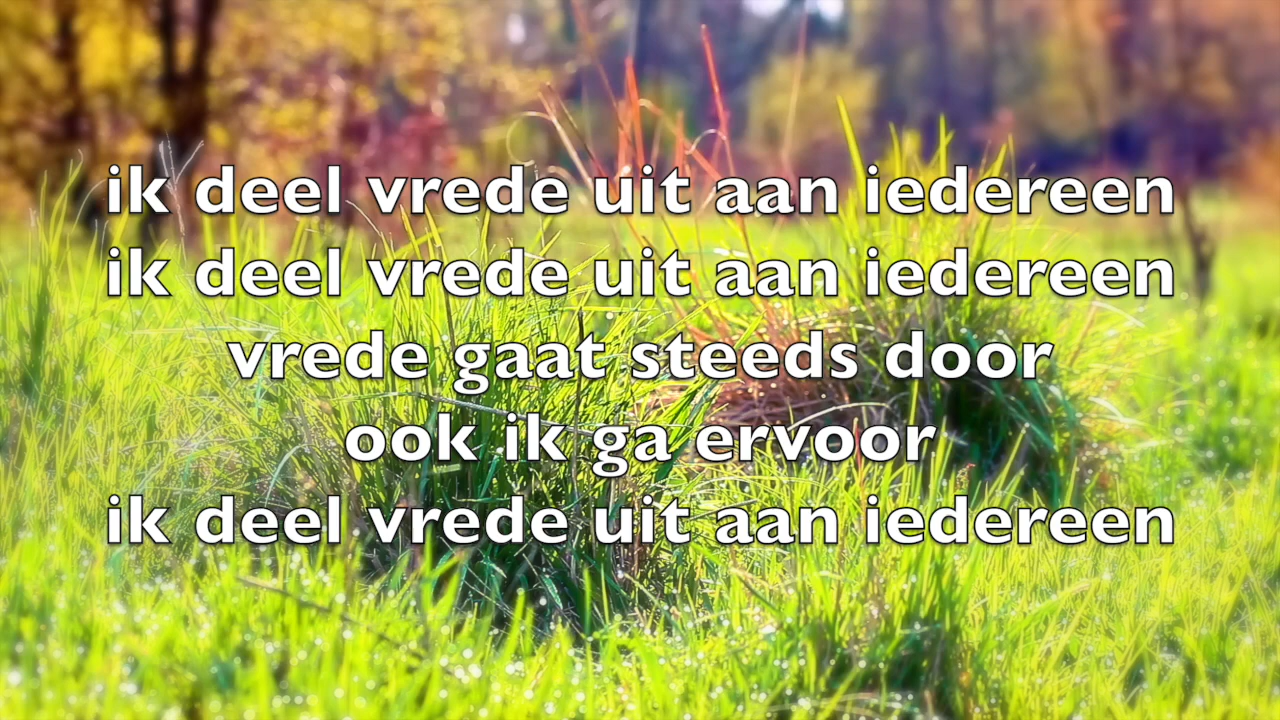 ik deel vrede uit aan iedereen
ik deel vrede uit aan iedereen
vrede gaat steeds door
ook ik ga ervoor
ik deel vrede uit aan iedereen